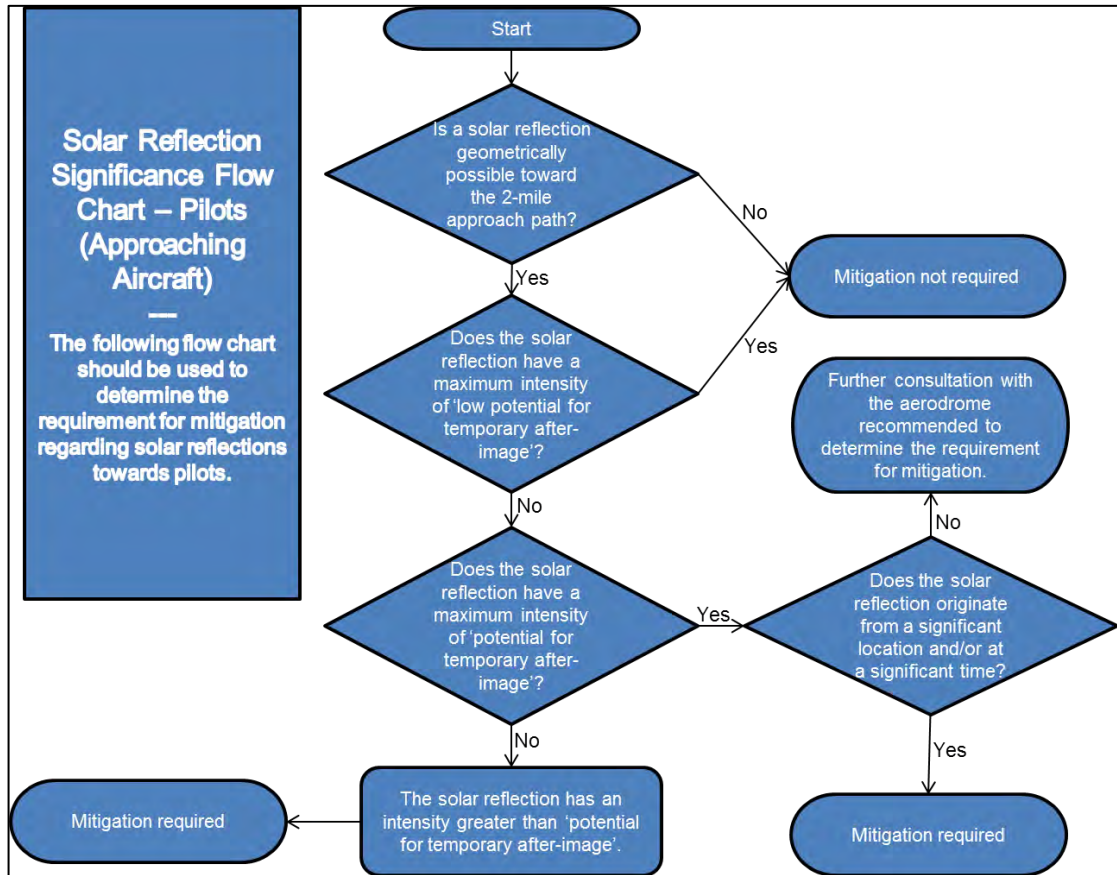 Solar Reflection
Significance Flow
Chart – Pilots
(Approaching
Aircraft)
---
The following flow chart
should be used to
determine the
requirement for mitigation
regarding solar reflections
towards pilots.
Start
Is a solar reflection
geometrically
possible toward
the 2-mile
approach path?
No
Yes
Mitigation not required
Does the solar
reflection have a
maximum intensity
of ‘low potential for
temporary after-
image’?
Yes
No
Further consultation with
the aerodrome
recommended to
determine the requirement
for mitigation.
No
Does the solar
reflection have a
maximum intensity
of ‘potential for
temporary after-
image’?
Yes
Does the solar
reflection originate
from a significant
location and/or at
a significant time?
No
Yes
The solar reflection has an
intensity greater than ‘potential
for temporary after-image’.
Mitigation required
Mitigation required